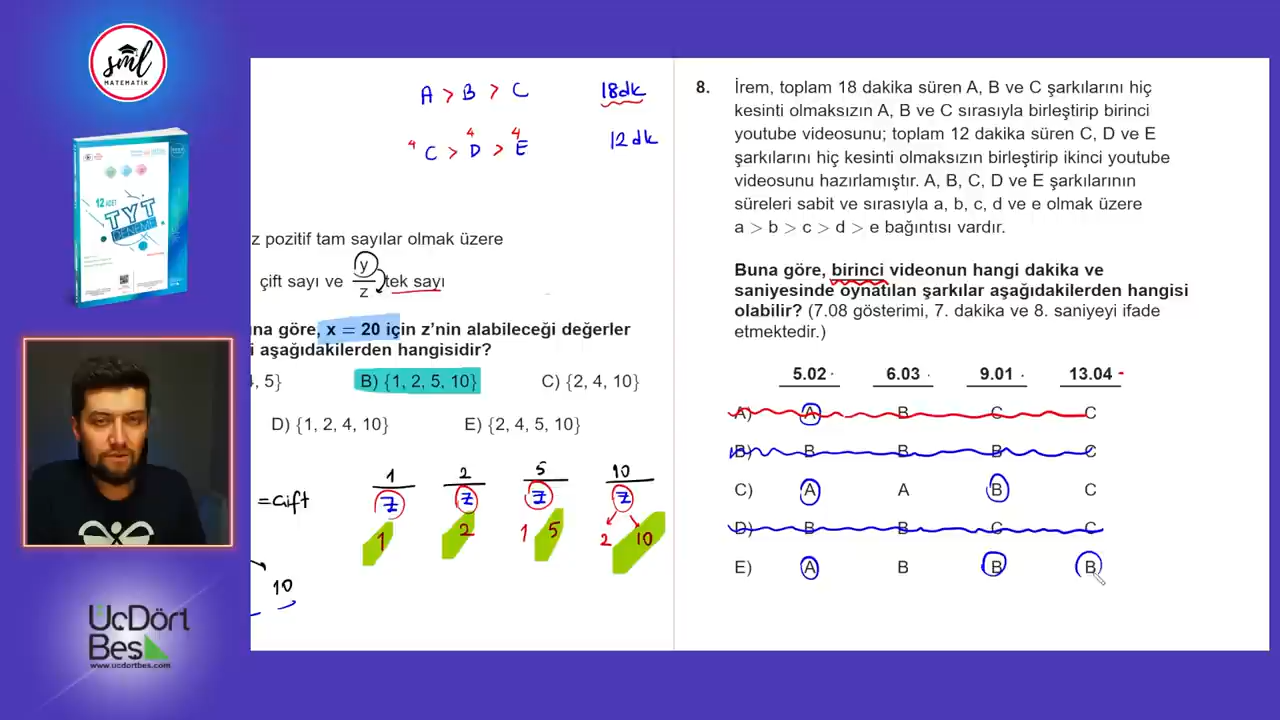 sml
MATEMATİK
12 ADET
TYT
DENEME
ÜçDört
Beş
www.ucdortbes.com
A > B > C 18dk
4 C > 4 D > 4 E 12 dk
z pozitif tam sayılar olmak üzere
çift sayı ve y/z tek sayı
una göre, x = 20 için z'nin alabileceği değerler
i aşağıdakilerden hangisidir?
4, 5} B) {1, 2, 5, 10} C) {2, 4, 10}
D) {1, 2, 4, 10} E) {2, 4, 5, 10}
1 2 5 10
=Çift z z z z
1 2 1 5 2 10
10
8. İrem, toplam 18 dakika süren A, B ve C şarkılarını hiç
kesinti olmaksızın A, B ve C sırasıyla birleştirip birinci
youtube videosunu; toplam 12 dakika süren C, D ve E
şarkılarını hiç kesinti olmaksızın birleştirip ikinci youtube
videosunu hazırlamıştır. A, B, C, D ve E şarkılarının
süreleri sabit ve sırasıyla a, b, c, d ve e olmak üzere
a > b > c > d > e bağıntısı vardır.
Buna göre, birinci videonun hangi dakika ve
saniyesinde oynatılan şarkılar aşağıdakilerden hangisi
olabilir? (7.08 gösterimi, 7. dakika ve 8. saniyeyi ifade
etmektedir.)
5.02 6.03 9.01 13.04
A) A B C C
B) B B B C
C) A A B C
D) B B C C
E) A B B B